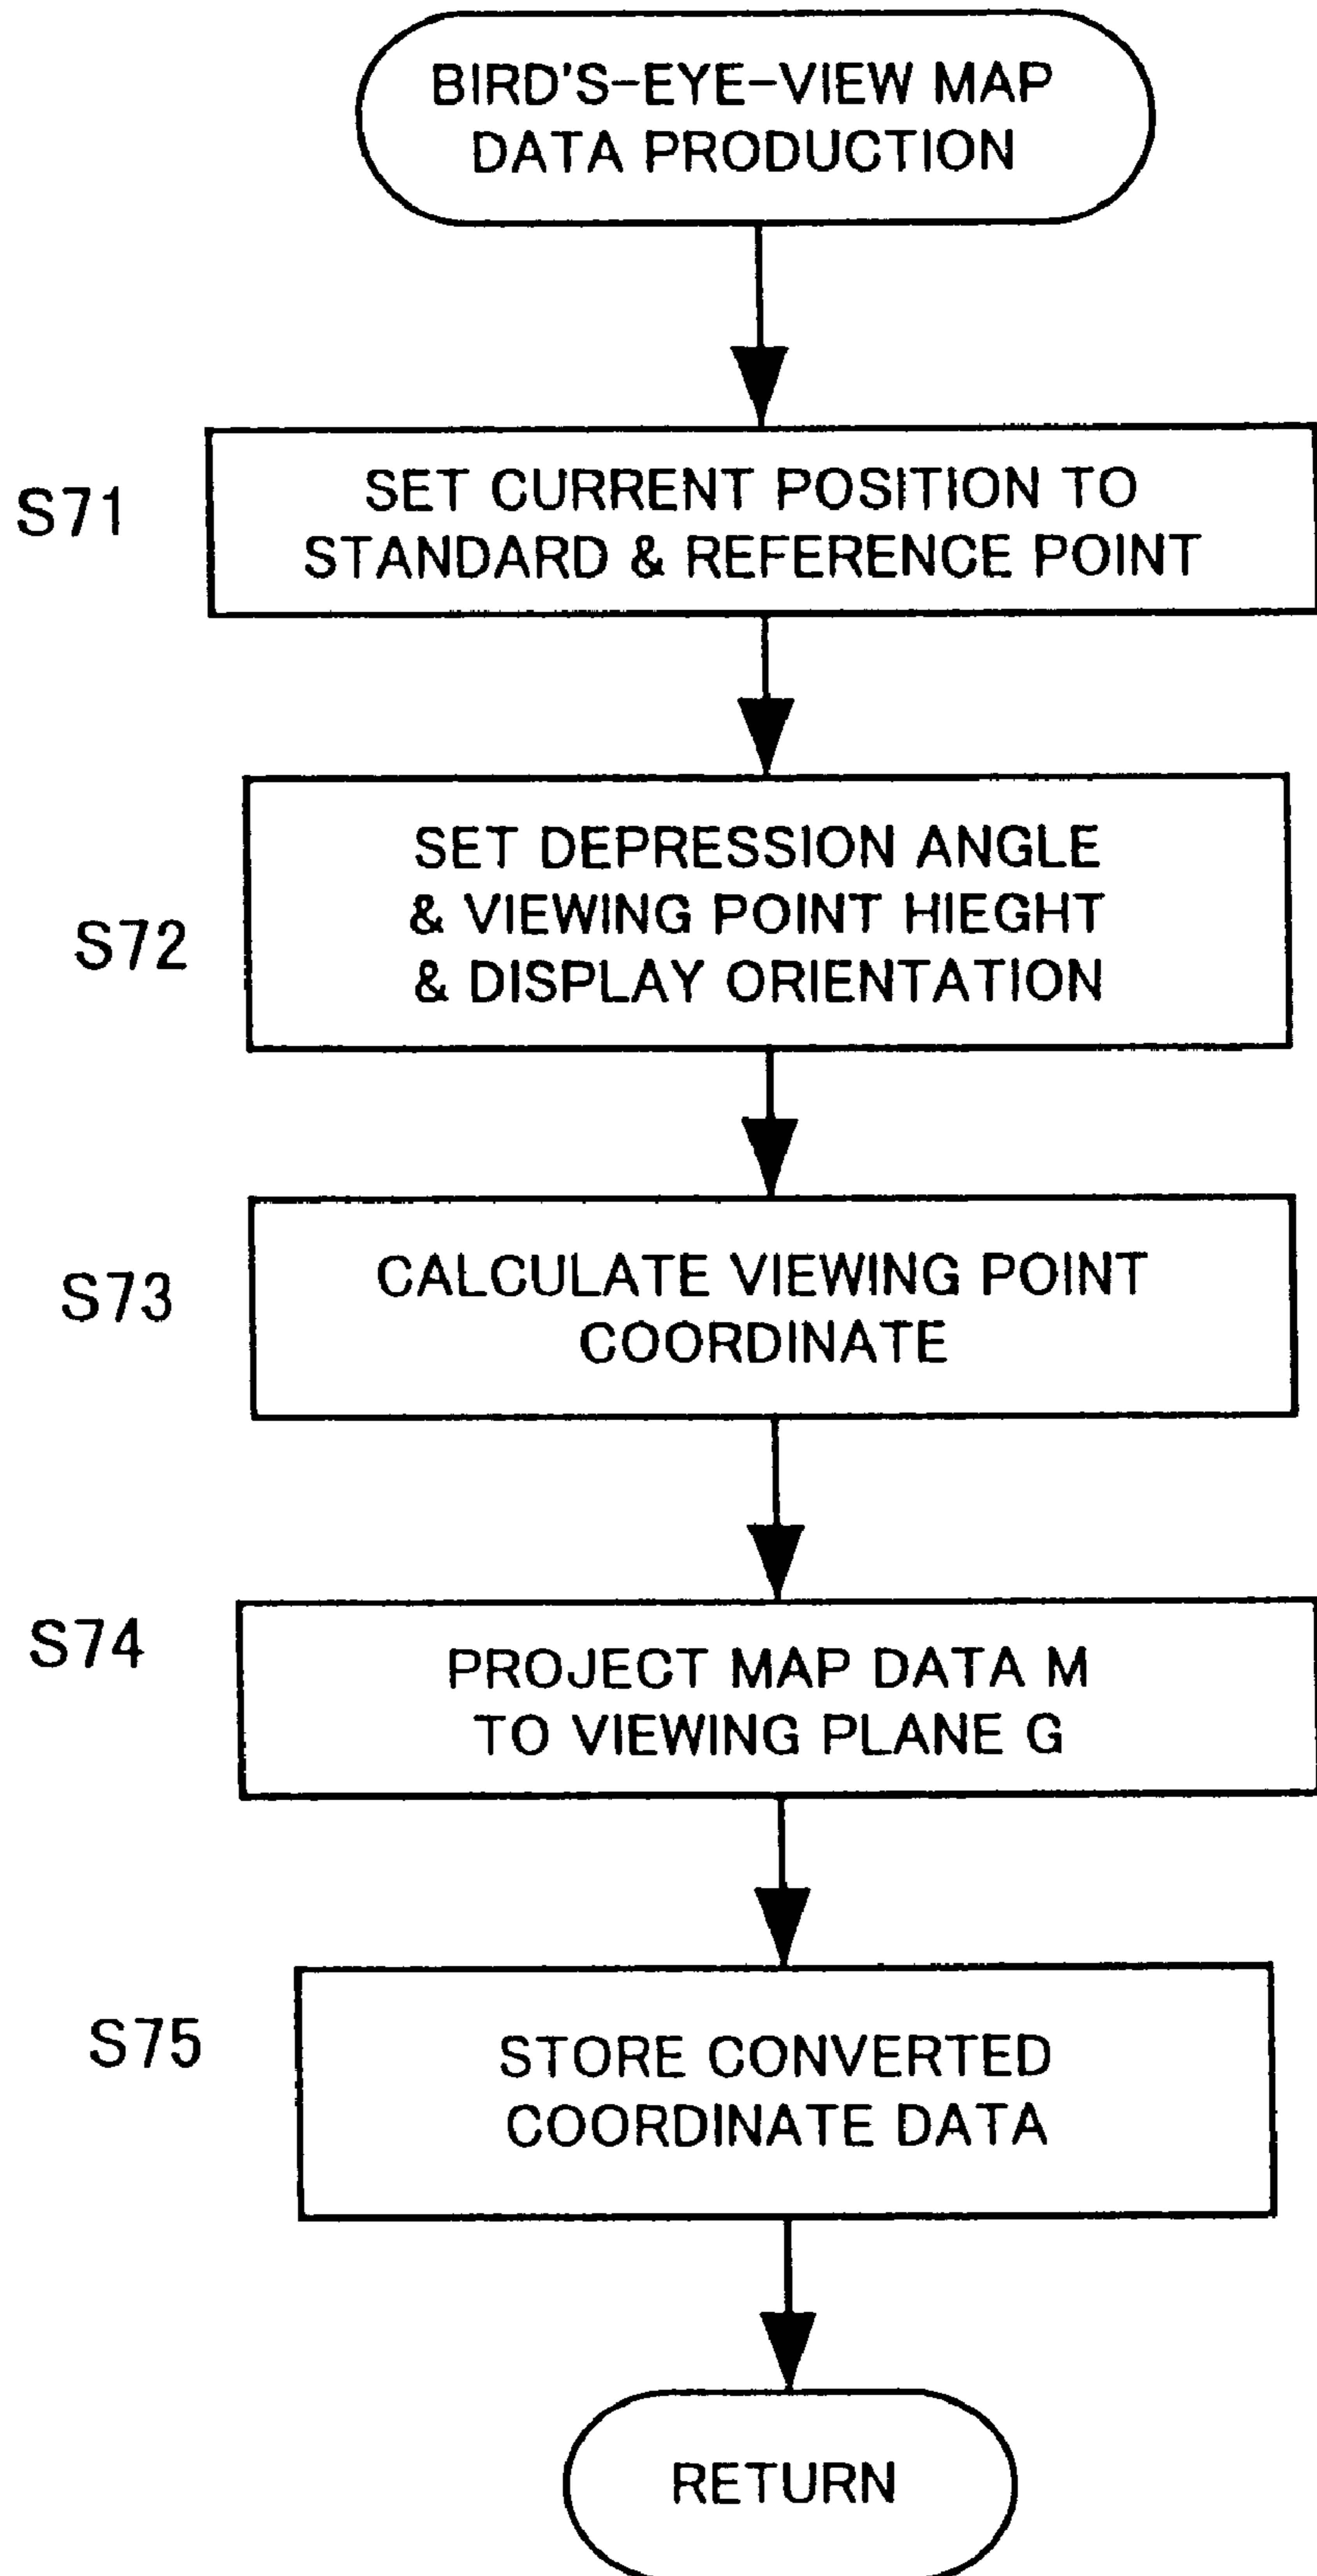 BIRD'S-EYE-VIEW MAP
DATA PRODUCTION
S71
SET CURRENT POSITION TO
STANDARD & REFERENCE POINT
S72
SET DEPRESSION ANGLE
& VIEWING POINT HIEGHT
& DISPLAY ORIENTATION
S73
CALCULATE VIEWING POINT
COORDINATE
S74
PROJECT MAP DATA M
TO VIEWING PLANE G
S75
STORE CONVERTED
COORDINATE DATA
RETURN